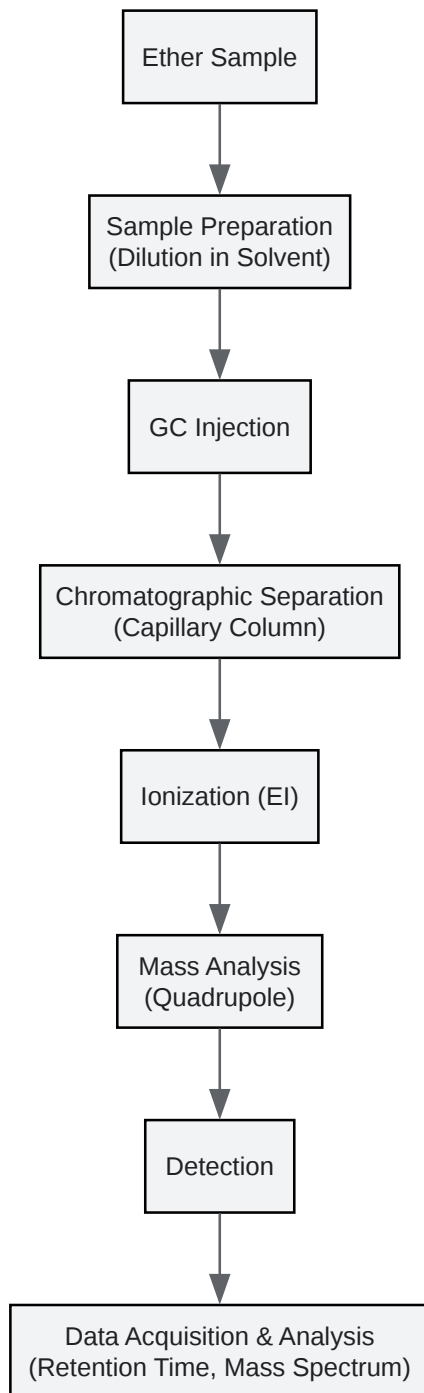 Ether Sample
Sample Preparation
(Dilution in Solvent)
GC Injection
Chromatographic Separation
(Capillary Column)
Ionization (EI)
Mass Analysis
(Quadrupole)
Detection
Data Acquisition & Analysis
(Retention Time, Mass Spectrum)